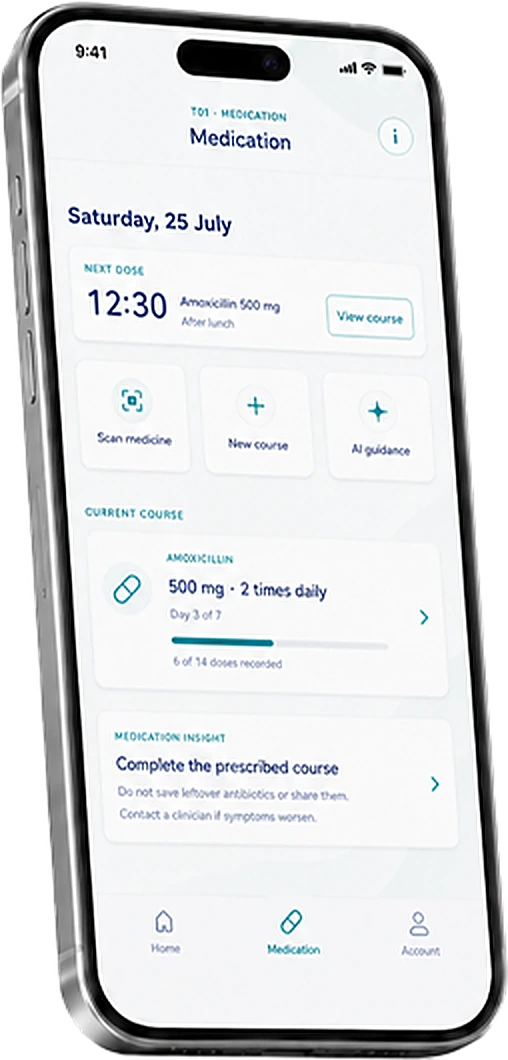 9:41
T01 · MEDICATION
Medication
i
Saturday, 25 July
NEXT DOSE
12:30
Amoxicillin 500 mg
After lunch
View course
Scan medicine
New course
AI guidance
CURRENT COURSE
AMOXICILLIN
500 mg · 2 times daily
Day 3 of 7
6 of 14 doses recorded
MEDICATION INSIGHT
Complete the prescribed course
Do not save leftover antibiotics or share them.
Contact a clinician if symptoms worsen.
Home
Medication
Account